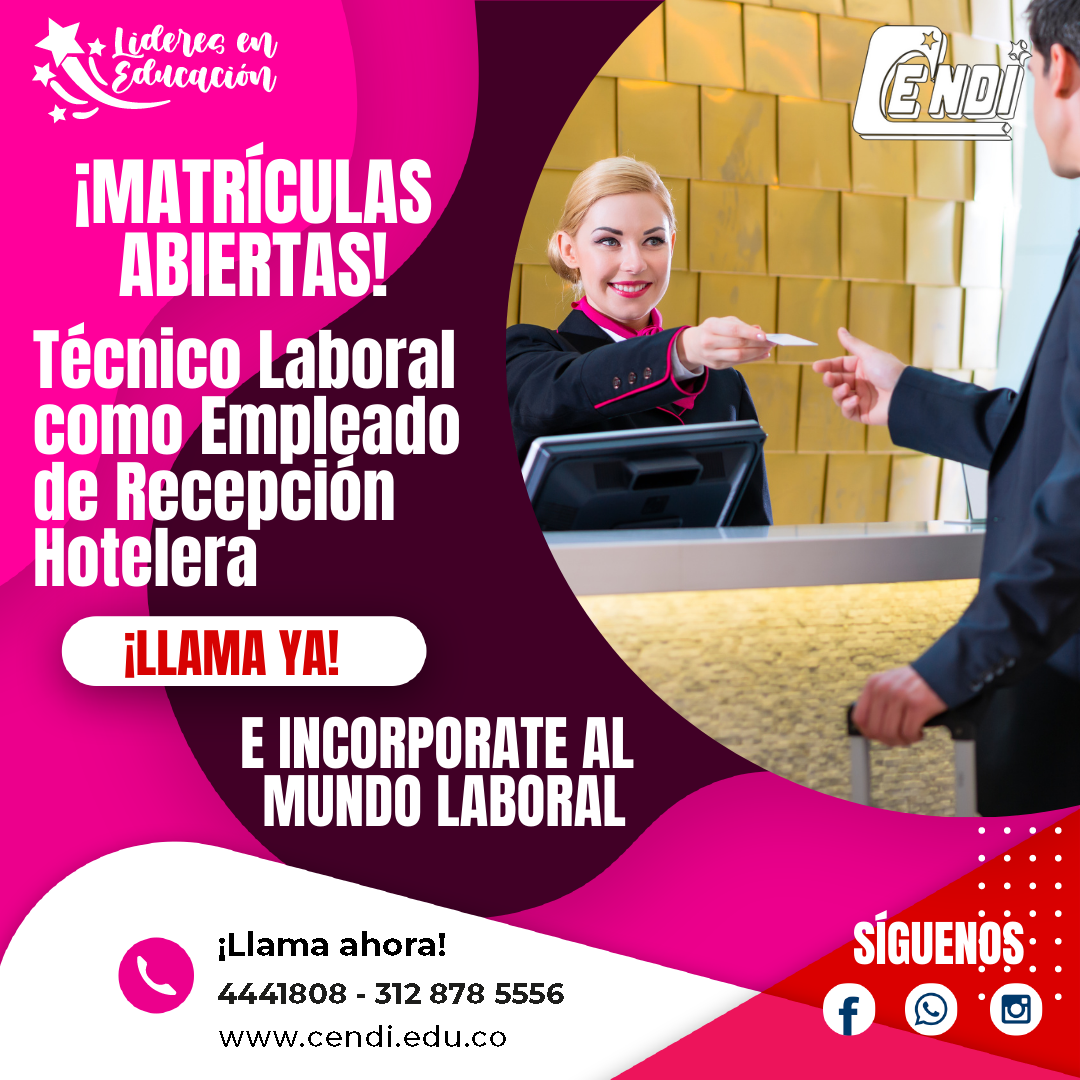 Lideres en
Educación
CENDI
¡MATRÍCULAS
ABIERTAS!
Técnico Laboral
como Empleado
de Recepción
Hotelera
¡LLAMA YA!
E INCORPORATE AL
MUNDO LABORAL
¡Llama ahora!
4441808 - 312 878 5556
www.cendi.edu.co
SÍGUENOS